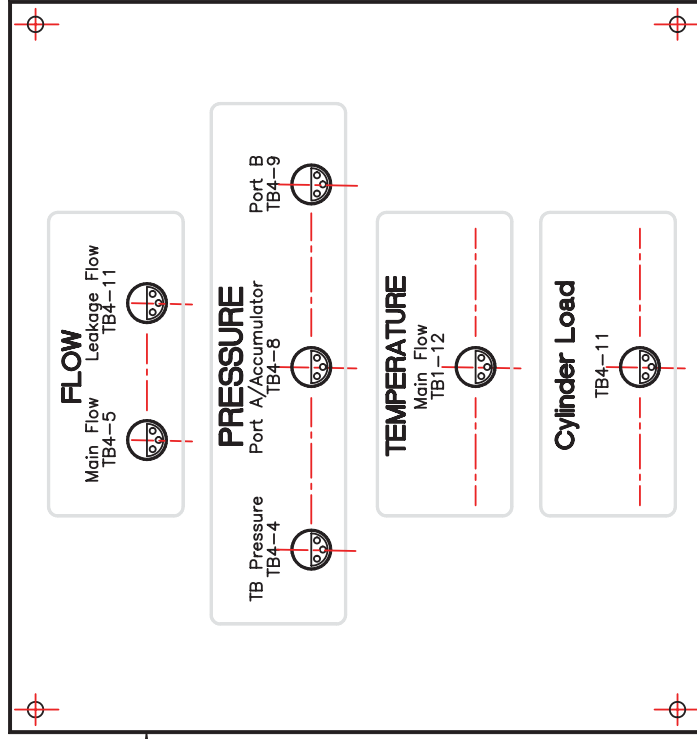 FLOW
Main Flow
TB4-5
Leakage Flow
TB4-11
PRESSURE
TB Pressure
TB4-4
Port A/Accumulator
TB4-8
Port B
TB4-9
TEMPERATURE
Main Flow
TB1-12
Cylinder Load
TB4-11